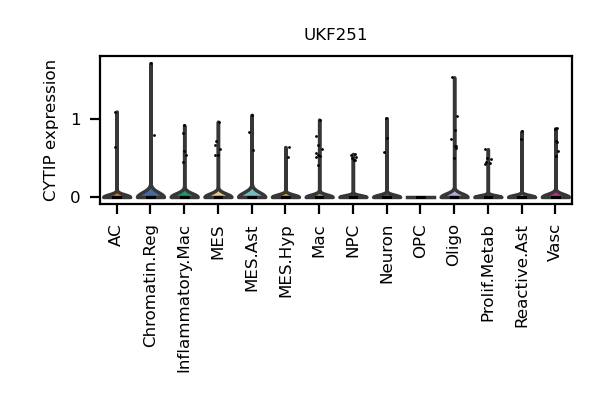 UKF251
CYTIP expression
1
0
AC
Chromatin.Reg
Inflammatory.Mac
MES
MES.Ast
MES.Hyp
Mac
NPC
Neuron
OPC
Oligo
Prolif.Metab
Reactive.Ast
Vasc